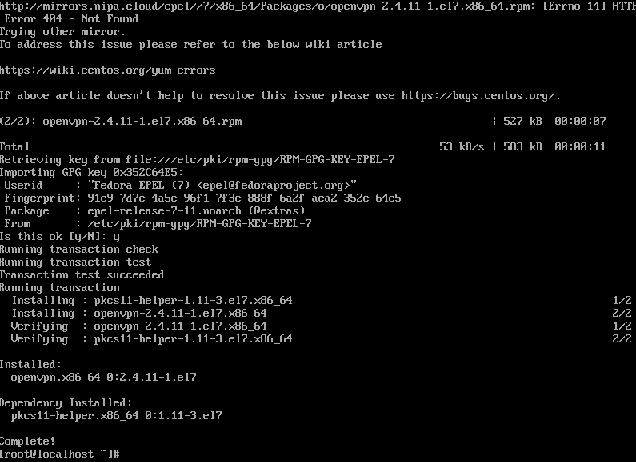 http://mirrors.nipa.cloud/epel//7/x86_64/Packages/o/openvpn-2.4.11-1.el7.x86_64.rpm: [Errno 14] HTTP
 Error 404 - Not Found
Trying other mirror.
To address this issue please refer to the below wiki article
https://wiki.centos.org/yum-errors
If above article doesn't help to resolve this issue please use https://bugs.centos.org/.
(2/2): openvpn-2.4.11-1.el7.x86_64.rpm | 527 kB 00:00:07
Total 53 kB/s | 583 kB 00:00:11
Retrieving key from file:///etc/pki/rpm-gpg/RPM-GPG-KEY-EPEL-7
Importing GPG key 0x352C64E5:
 Userid : "Fedora EPEL (7) <epel@fedoraproject.org>"
 Fingerprint: 91e9 7d7c 4a5e 96f1 7f3e 888f 6a2f aea2 352c 64e5
 Package : epel-release-7-11.noarch (@extras)
 From : /etc/pki/rpm-gpg/RPM-GPG-KEY-EPEL-7
Is this ok [y/N]: y
Running transaction check
Running transaction test
Transaction test succeeded
Running transaction
 Installing : pkcs11-helper-1.11-3.el7.x86_64 1/2
 Installing : openvpn-2.4.11-1.el7.x86_64 2/2
 Verifying : openvpn-2.4.11-1.el7.x86_64 1/2
 Verifying : pkcs11-helper-1.11-3.el7.x86_64 2/2
Installed:
 openvpn.x86_64 0:2.4.11-1.el7
Dependency Installed:
 pkcs11-helper.x86_64 0:1.11-3.el7
Complete!
[root@localhost ~]#